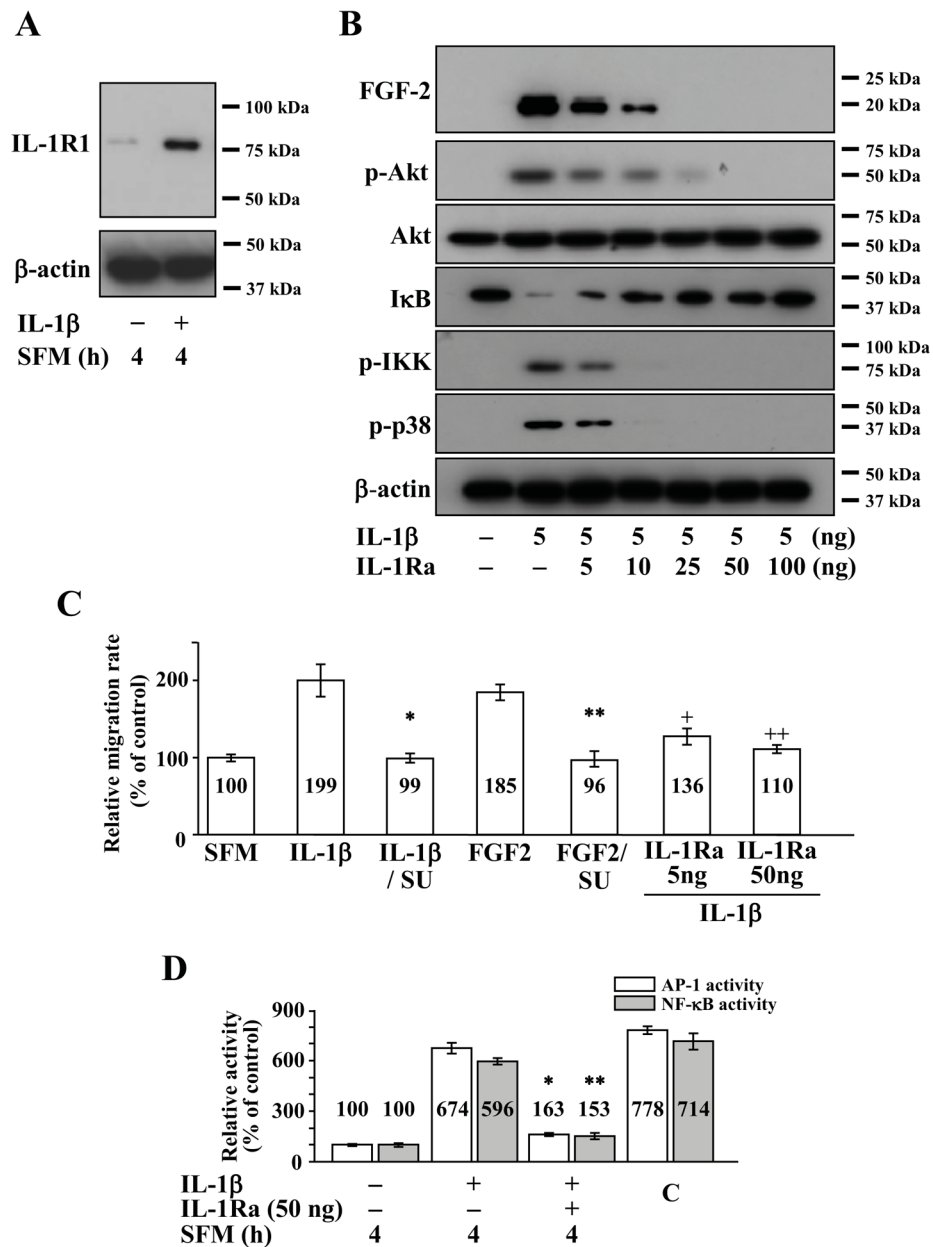 A
IL-1R1
100 kDa
75 kDa
50 kDa
β-actin
50 kDa
37 kDa
IL-1β – +
SFM (h) 4 4
B
FGF-2
25 kDa
20 kDa
p-Akt
75 kDa
50 kDa
Akt
75 kDa
50 kDa
IκB
50 kDa
37 kDa
p-IKK
100 kDa
75 kDa
p-p38
50 kDa
37 kDa
β-actin
50 kDa
37 kDa
IL-1β – 5 5 5 5 5 5 (ng)
IL-1Ra – – 5 10 25 50 100 (ng)
C
Relative migration rate
(% of control)
200
100
0
* ** + ++
100 199 99 185 96 136 110
SFM IL-1β IL-1β FGF2 FGF2/ IL-1Ra IL-1Ra
/ SU SU 5ng 50ng
IL-1β
D
AP-1 activity
NF-κB activity
Relative activity
(% of control)
900
600
300
0
* **
100 100 674 596 163 153 778 714
IL-1β – + + C
IL-1Ra (50 ng) – – +
SFM (h) 4 4 4